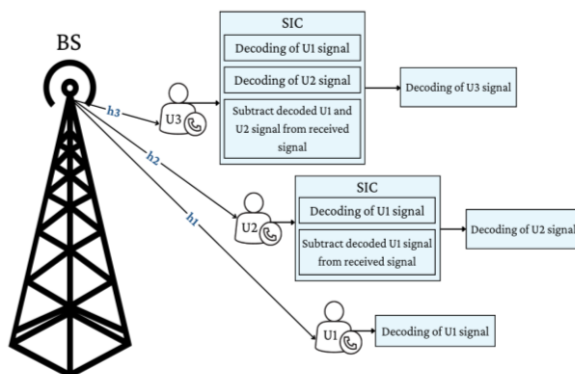 BS
SIC
Decoding of U1 signal
Decoding of U2 signal
Subtract decoded U1 and
U2 signal from received
signal
Decoding of U3 signal
h3
U3
h2
SIC
Decoding of U1 signal
Subtract decoded U1 signal
from received signal
Decoding of U2 signal
U2
h1
U1
Decoding of U1 signal